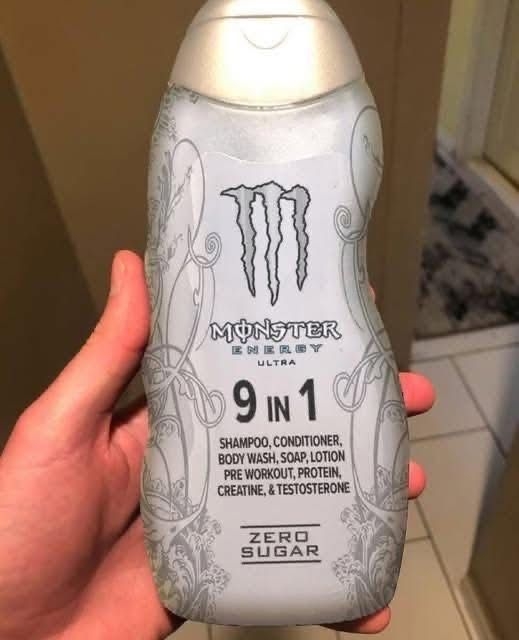 MONSTER
ENERGY
ULTRA
9 IN 1
SHAMPOO, CONDITIONER,
BODY WASH, SOAP, LOTION
PRE WORKOUT, PROTEIN,
CREATINE, & TESTOSTERONE
ZERO
SUGAR